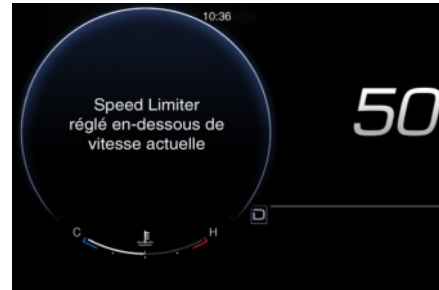 10:36
Speed Limiter
réglé en-dessous de
vitesse actuelle
50
D
C
H